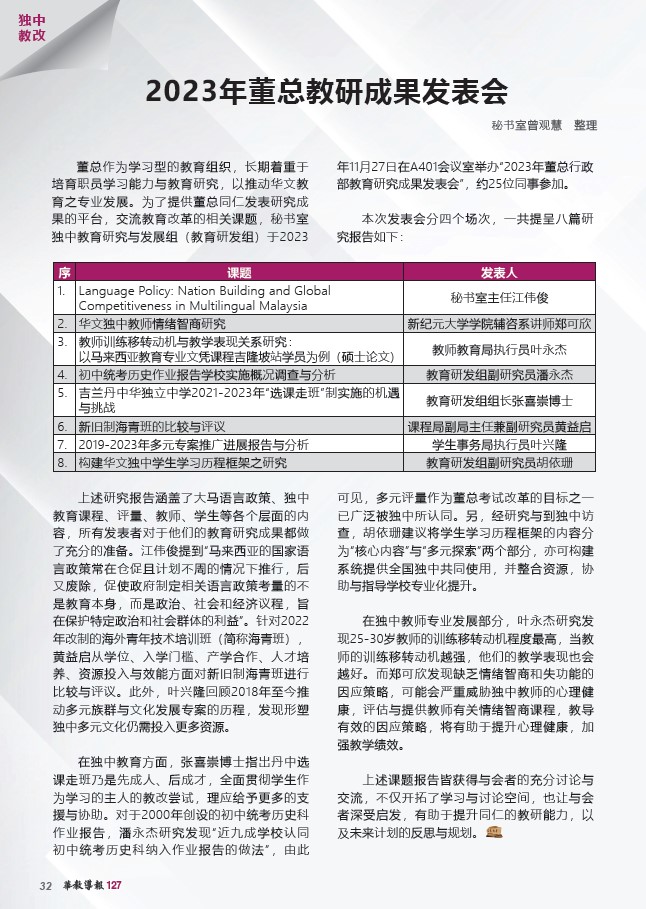 独中
教改
2023年董总教研成果发表会
秘书室曾观慧　整理
董总作为学习型的教育组织，长期着重于
培育职员学习能力与教育研究，以推动华文教
育之专业发展。为了提供董总同仁发表研究成
果的平台，交流教育改革的相关课题，秘书室
独中教育研究与发展组（教育研发组）于2023
年11月27日在A401会议室举办“2023年董总行政
部教育研究成果发表会”，约25位同事参加。
本次发表会分四个场次，一共提呈八篇研
究报告如下：
序 课题 发表人
1. Language Policy: Nation Building and Global
Competitiveness in Multilingual Malaysia 秘书室主任江伟俊
2. 华文独中教师情绪智商研究 新纪元大学学院辅咨系讲师郑可欣
3. 教师训练移转动机与教学表现关系研究：
以马来西亚教育专业文凭课程吉隆坡站学员为例（硕士论文） 教师教育局执行员叶永杰
4. 初中统考历史作业报告学校实施概况调查与分析 教育研发组副研究员潘永杰
5. 吉兰丹中华独立中学2021-2023年“选课走班”制实施的机遇
与挑战 教育研发组组长张喜崇博士
6. 新旧制海青班的比较与评议 课程局副局主任兼副研究员黄益启
7. 2019-2023年多元专案推广进展报告与分析 学生事务局执行员叶兴隆
8. 构建华文独中学生学习历程框架之研究 教育研发组副研究员胡依珊
上述研究报告涵盖了大马语言政策、独中
教育课程、评量、教师、学生等各个层面的内
容，所有发表者对于他们的教育研究成果都做
了充分的准备。江伟俊提到“马来西亚的国家语
言政策常在仓促且计划不周的情况下推行，后
又废除，促使政府制定相关语言政策考量的不
是教育本身，而是政治、社会和经济议程，旨
在保护特定政治和社会群体的利益”。针对2022
年改制的海外青年技术培训班（简称海青班），
黄益启从学位、入学门槛、产学合作、人才培
养、资源投入与效能方面对新旧制海青班进行
比较与评议。此外，叶兴隆回顾2018年至今推
动多元族群与文化发展专案的历程，发现形塑
独中多元文化仍需投入更多资源。
在独中教育方面，张喜崇博士指出丹中选
课走班乃是先成人、后成才，全面贯彻学生作
为学习的主人的教改尝试，理应给予更多的支
援与协助。对于2000年创设的初中统考历史科
作业报告，潘永杰研究发现“近九成学校认同
初中统考历史科纳入作业报告的做法”，由此
可见，多元评量作为董总考试改革的目标之一
已广泛被独中所认同。另，经研究与到独中访
查，胡依珊建议将学生学习历程框架的内容分
为“核心内容”与“多元探索”两个部分，亦可构建
系统提供全国独中共同使用，并整合资源，协
助与指导学校专业化提升。
在独中教师专业发展部分，叶永杰研究发
现25-30岁教师的训练移转动机程度最高，当教
师的训练移转动机越强，他们的教学表现也会
越好。而郑可欣发现缺乏情绪智商和失功能的
因应策略，可能会严重威胁独中教师的心理健
康，评估与提供教师有关情绪智商课程，教导
有效的因应策略，将有助于提升心理健康，加
强教学绩效。
上述课题报告皆获得与会者的充分讨论与
交流，不仅开拓了学习与讨论空间，也让与会
者深受启发，有助于提升同仁的教研能力，以
及未来计划的反思与规划。
32 华教导报 127